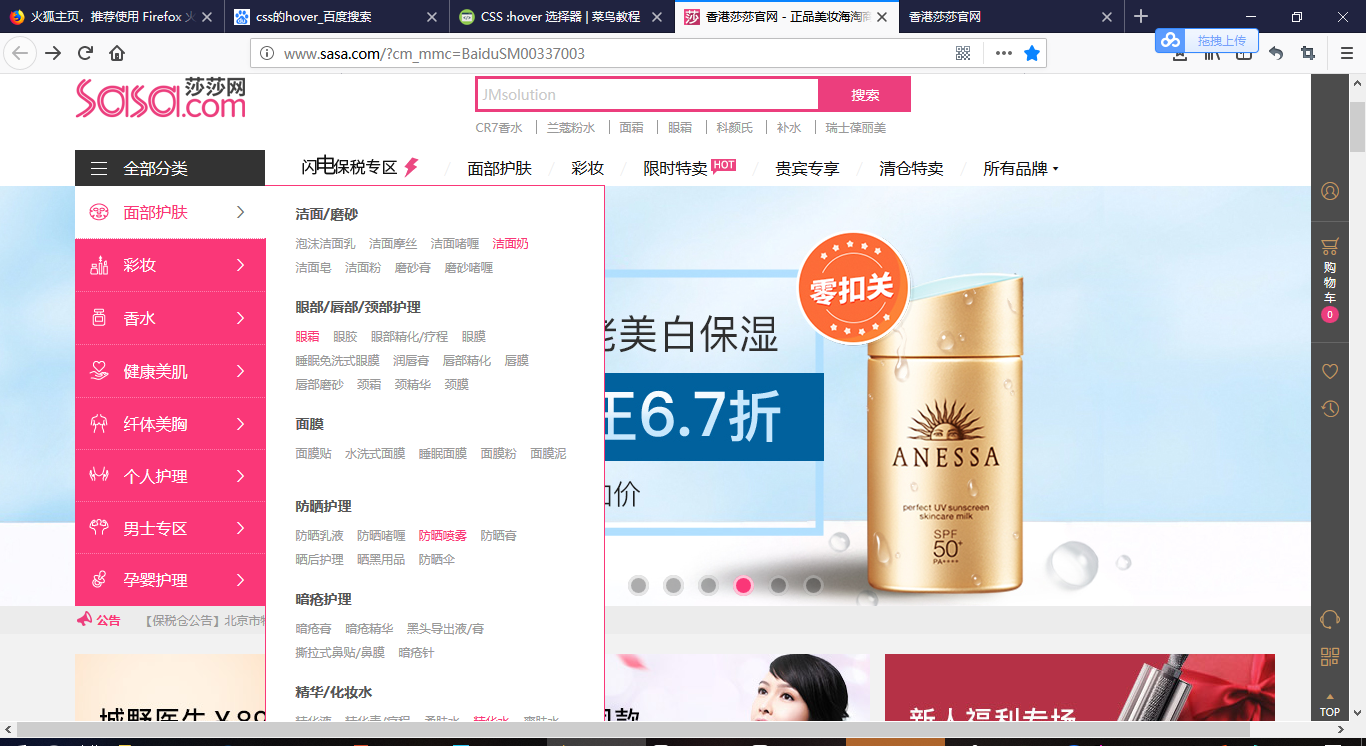 火狐主页，推荐使用 Firefox 火
css的hover_百度搜索
CSS :hover 选择器 | 菜鸟教程
莎 香港莎莎官网 - 正品美妆海淘商
香港莎莎官网
拖拽上传
www.sasa.com/?cm_mmc=BaiduSM00337003
sasa.com 莎莎网
JMsolution 搜索
CR7香水 兰蔻粉水 面霜 眼霜 科颜氏 补水 瑞士葆丽美
全部分类 闪电保税专区 / 面部护肤 / 彩妆 / 限时特卖 HOT / 贵宾专享 / 清仓特卖 / 所有品牌
面部护肤
彩妆
香水
健康美肌
纤体美胸
个人护理
男士专区
孕婴护理
洁面/磨砂
泡沫洁面乳 洁面摩丝 洁面啫喱 洁面奶
洁面皂 洁面粉 磨砂膏 磨砂啫喱
眼部/唇部/颈部护理
眼霜 眼胶 眼部精化/疗程 眼膜
睡眠免洗式眼膜 润唇膏 唇部精化 唇膜
唇部磨砂 颈霜 颈精华 颈膜
面膜
面膜贴 水洗式面膜 睡眠面膜 面膜粉 面膜泥
防晒护理
防晒乳液 防晒啫喱 防晒喷雾 防晒膏
晒后护理 晒黑用品 防晒伞
暗疮护理
暗疮膏 暗疮精华 黑头导出液/膏
撕拉式鼻贴/鼻膜 暗疮针
精华/化妆水
零扣关
美白保湿
6.7折
加价
ANESSA
perfect UV sunscreen
skincare milk
SPF
50+
PA++++
购物车
0
TOP
公告 【保税仓公告】北京市
城野医生 ¥
新人福利专场